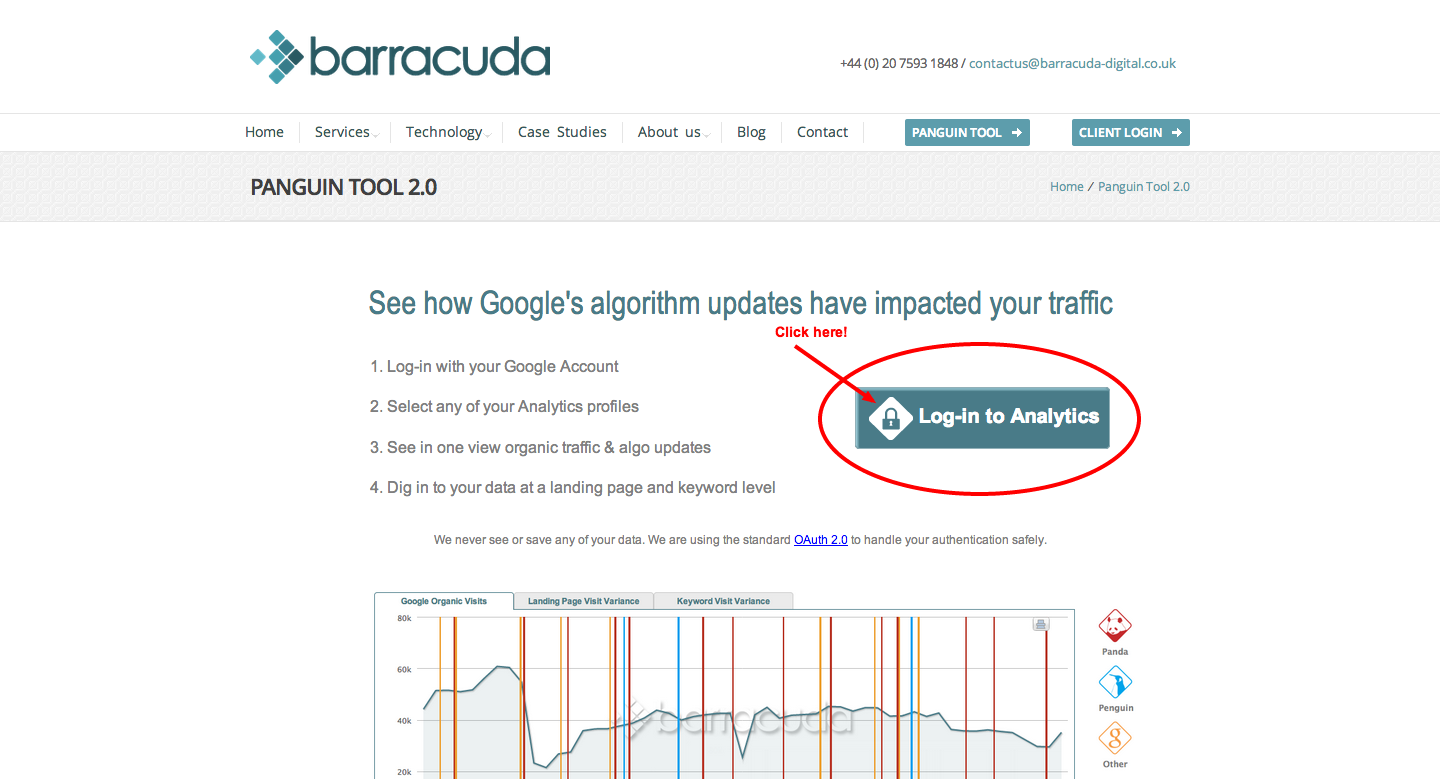 barracuda
+44 (0) 20 7593 1848 / contactus@barracuda-digital.co.uk
Home Services Technology Case Studies About us Blog Contact PANGUIN TOOL CLIENT LOGIN
PANGUIN TOOL 2.0
Home / Panguin Tool 2.0
See how Google's algorithm updates have impacted your traffic
Click here!
1. Log-in with your Google Account
2. Select any of your Analytics profiles
3. See in one view organic traffic & algo updates
4. Dig in to your data at a landing page and keyword level
Log-in to Analytics
We never see or save any of your data. We are using the standard OAuth 2.0 to handle your authentication safely.
Google Organic Visits Landing Page Visit Variance Keyword Visit Variance
80k
60k
40k
20k
barracuda
Panda
Penguin
g
Other